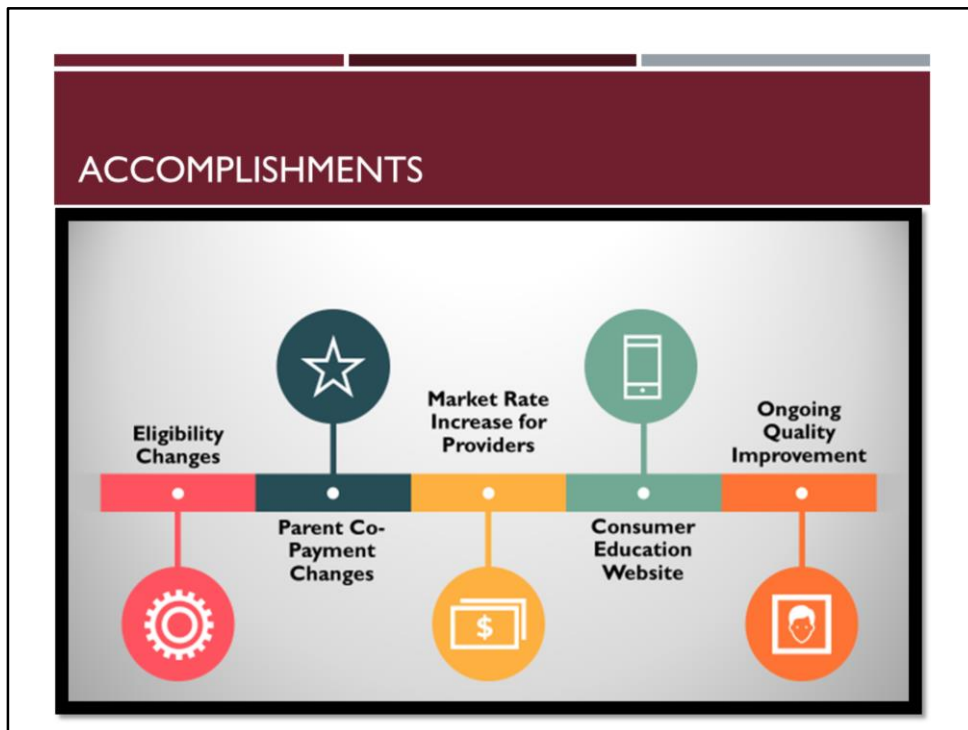 ACCOMPLISHMENTS
Eligibility
Changes
Parent Co-
Payment
Changes
Market Rate
Increase for
Providers
$
Consumer
Education
Website
Ongoing
Quality
Improvement